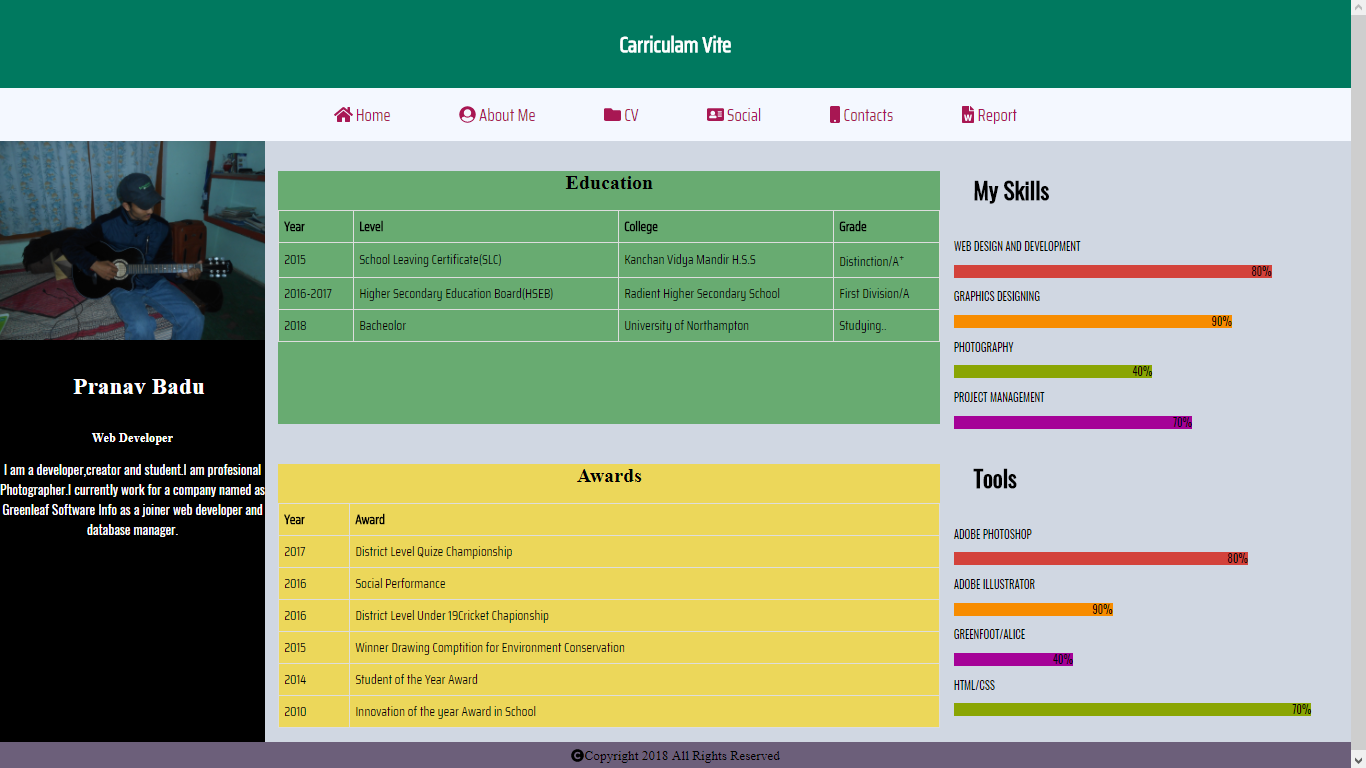 Carriculam Vite
Home About Me CV Social Contacts Report
Pranav Badu
Web Developer
I am a developer,creator and student.I am profesional
Photographer.I currently work for a company named as
Greenleaf Software Info as a joiner web developer and
database manager.
Education
Year Level College Grade
2015 School Leaving Certificate(SLC) Kanchan Vidya Mandir H.S.S Distinction/A+
2016-2017 Higher Secondary Education Board(HSEB) Radient Higher Secondary School First Division/A
2018 Bacheolor University of Northampton Studying..
Awards
Year Award
2017 District Level Quize Championship
2016 Social Performance
2016 District Level Under 19Cricket Chapionship
2015 Winner Drawing Comptition for Environment Conservation
2014 Student of the Year Award
2010 Innovation of the year Award in School
My Skills
WEB DESIGN AND DEVELOPMENT
80%
GRAPHICS DESIGNING
90%
PHOTOGRAPHY
40%
PROJECT MANAGEMENT
70%
Tools
ADOBE PHOTOSHOP
80%
ADOBE ILLUSTRATOR
90%
GREENFOOT/ALICE
40%
HTML/CSS
70%
Copyright 2018 All Rights Reserved